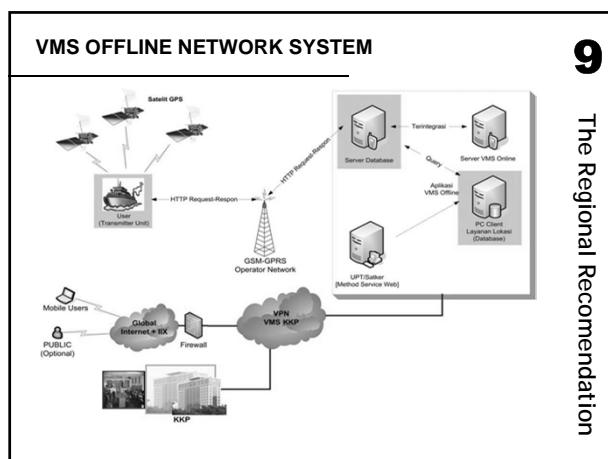 VMS OFFLINE NETWORK SYSTEM
9
The Regional Recomendation
Satelit GPS
User
(Transmitter Unit)
HTTP Request-Respon
GSM-GPRS
Operator Network
HTTP Request-Respon
Server Database
Terintegrasi
Server VMS Online
Query
Aplikasi
VMS Offline
PC Client
Layanan Lokasi
(Database)
UPT/Satker
[Method Service Web]
Mobile Users
PUBLIC
(Optional)
Global
Internet + IIX
Firewall
VPN
VMS KKP
KKP